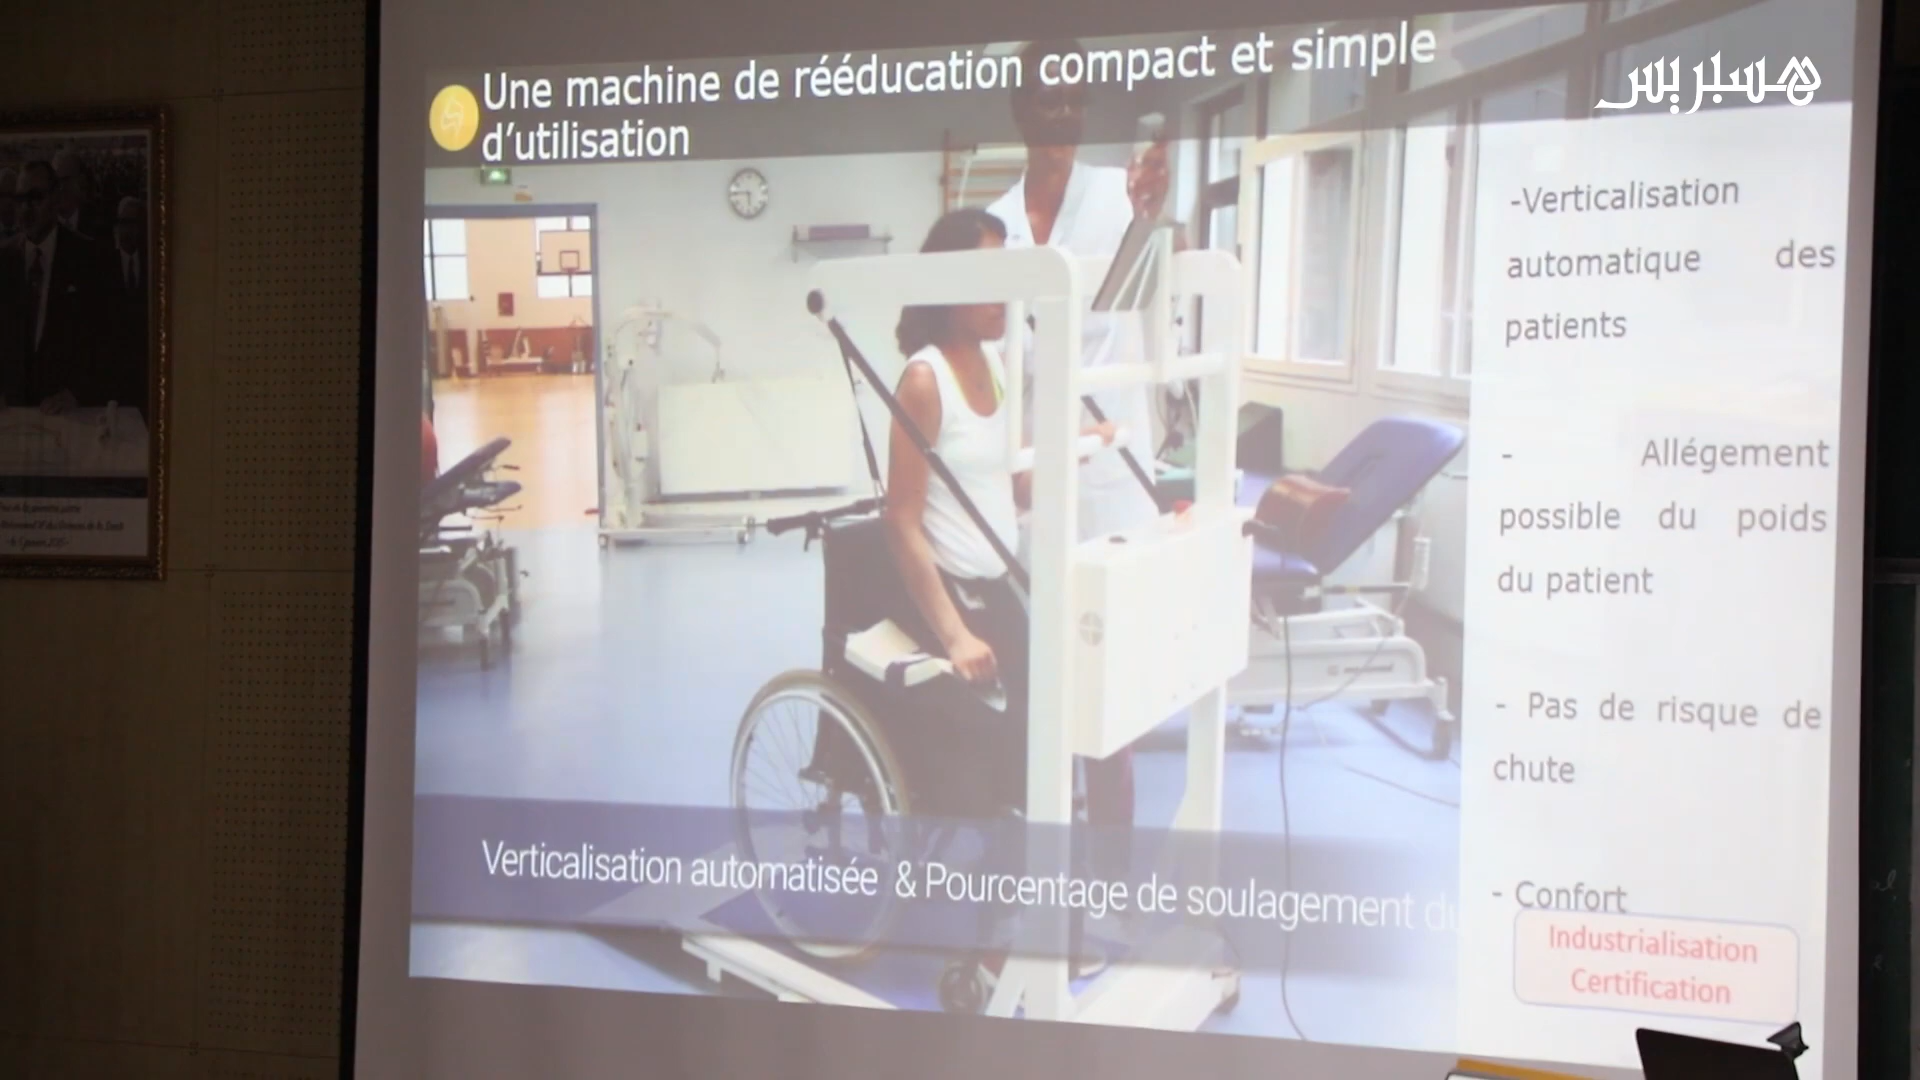 هسبريس
Une machine de rééducation compact et simple
d’utilisation
-Verticalisation
automatique des
patients
- Allégement
possible du poids
du patient
- Pas de risque de
chute
- Confort
Verticalisation automatisée & Pourcentage de soulagement du
Industrialisation
Certification